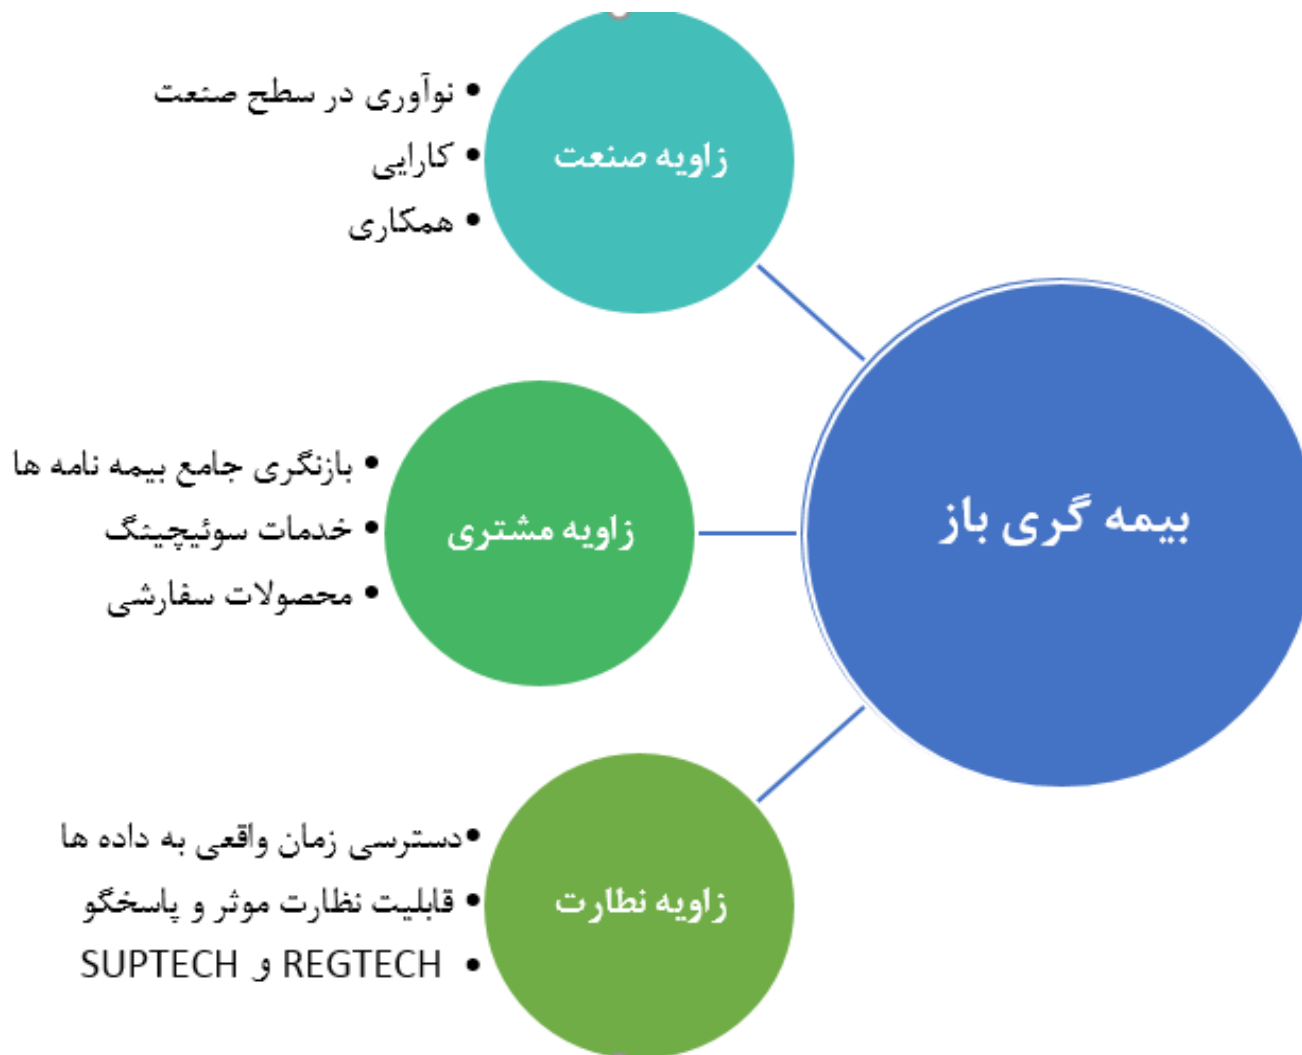 بیمه گری باز
زاویه صنعت
• نوآوری در سطح صنعت
• کارایی
• همکاری
زاویه مشتری
• بازنگری جامع بیمه نامه ها
• خدمات سوئیچینگ
• محصولات سفارشی
زاویه نظارت
• دسترسی زمان واقعی به داده ها
• قابلیت نظارت موثر و پاسخگو
• REGTECH و SUPTECH